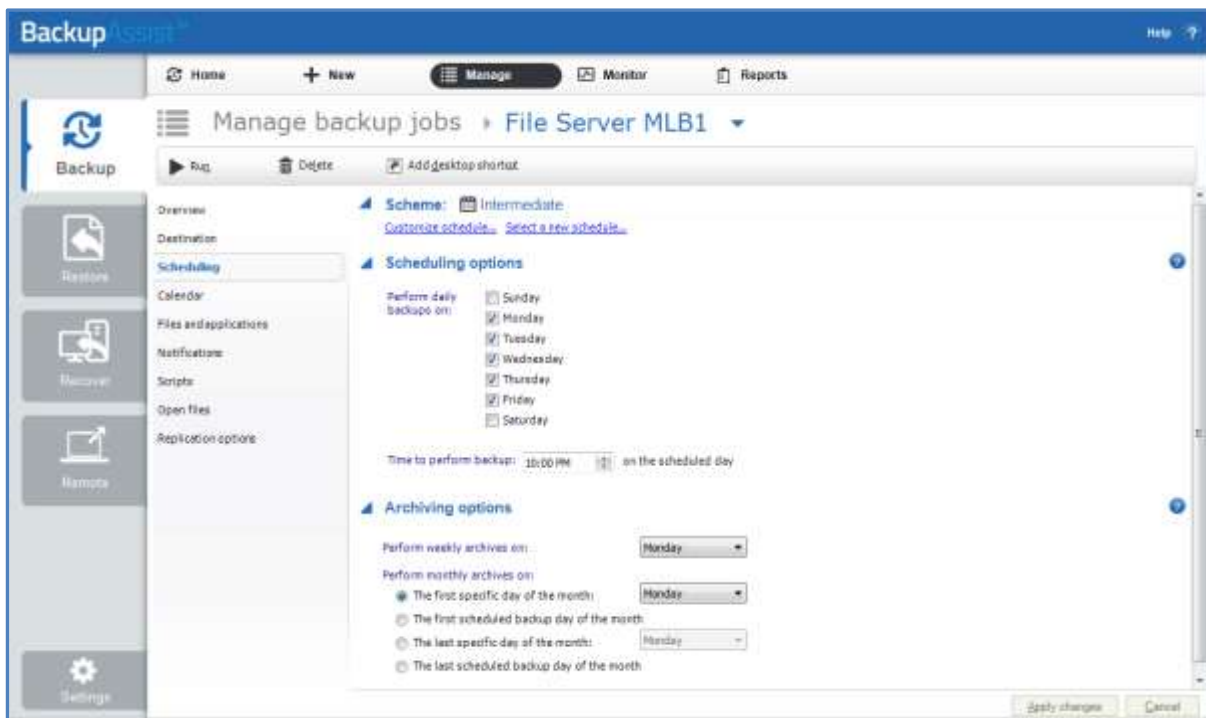 BackupAssist™
Help ?
Home
New
Manage
Monitor
Reports
Backup
Restore
Recover
Remote
Settings
Manage backup jobs
File Server MLB1
Run
Delete
Add desktop shortcut
Overview
Destination
Scheduling
Calendar
Files and applications
Notifications
Scripts
Open files
Replication options
Scheme: Intermediate
Customize schedule... Select a new schedule...
Scheduling options
?
Perform daily
backups on:
Sunday
Monday
Tuesday
Wednesday
Thursday
Friday
Saturday
Time to perform backup: 10:00 PM on the scheduled day
Archiving options
?
Perform weekly archives on: Monday
Perform monthly archives on:
The first specific day of the month: Monday
The first scheduled backup day of the month
The last specific day of the month: Monday
The last scheduled backup day of the month
Apply changes
Cancel